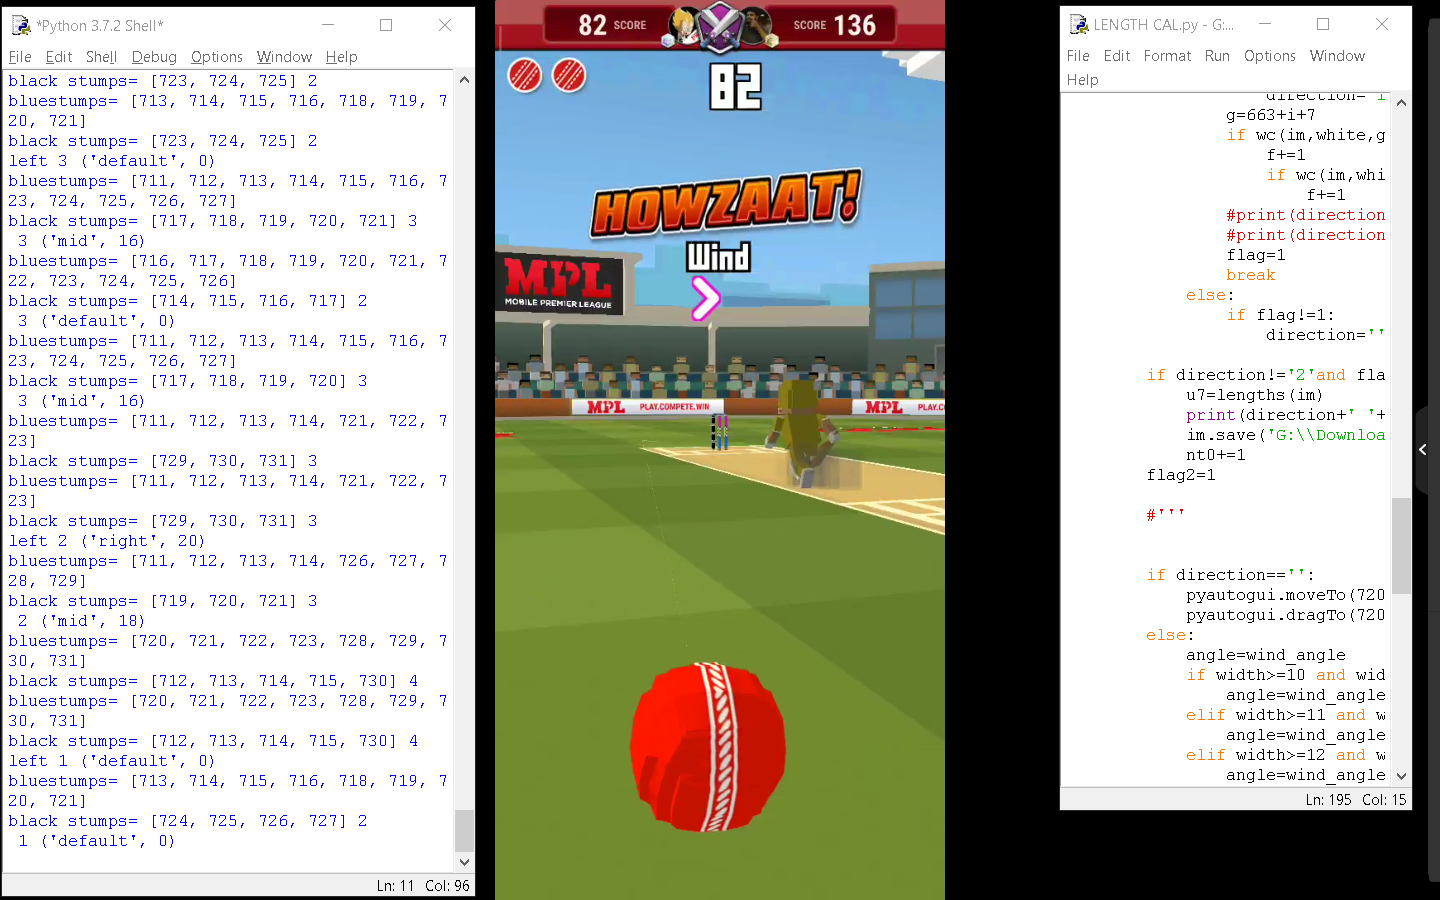 *Python 3.7.2 Shell*
File Edit Shell Debug Options Window Help
black stumps= [723, 724, 725] 2
bluestumps= [713, 714, 715, 716, 718, 719, 7
20, 721]
black stumps= [723, 724, 725] 2
left 3 ('default', 0)
bluestumps= [711, 712, 713, 714, 715, 716, 7
23, 724, 725, 726, 727]
black stumps= [717, 718, 719, 720, 721] 3
3 ('mid', 16)
bluestumps= [716, 717, 718, 719, 720, 721, 7
22, 723, 724, 725, 726]
black stumps= [714, 715, 716, 717] 2
3 ('default', 0)
bluestumps= [711, 712, 713, 714, 715, 716, 7
23, 724, 725, 726, 727]
black stumps= [717, 718, 719, 720] 3
3 ('mid', 16)
bluestumps= [711, 712, 713, 714, 721, 722, 7
23]
black stumps= [729, 730, 731] 3
bluestumps= [711, 712, 713, 714, 721, 722, 7
23]
black stumps= [729, 730, 731] 3
left 2 ('right', 20)
bluestumps= [711, 712, 713, 714, 726, 727, 7
28, 729]
black stumps= [719, 720, 721] 3
2 ('mid', 18)
bluestumps= [720, 721, 722, 723, 728, 729, 7
30, 731]
black stumps= [712, 713, 714, 715, 730] 4
bluestumps= [720, 721, 722, 723, 728, 729, 7
30, 731]
black stumps= [712, 713, 714, 715, 730] 4
left 1 ('default', 0)
bluestumps= [713, 714, 715, 716, 718, 719, 7
20, 721]
black stumps= [724, 725, 726, 727] 2
1 ('default', 0)
Ln: 11 Col: 96
82 SCORE
SCORE 136
82
HOWZAAT!
Wind
MPL
MOBILE PREMIER LEAGUE
MPL PLAY.COMPETE.WIN
MPL PLAY.CO
LENGTH CAL.py - G:...
File Edit Format Run Options Window
Help
direction='i
g=663+i+7
if wc(im,white,g
f+=1
if wc(im,whi
f+=1
#print(direction
#print(direction
flag=1
break
else:
if flag!=1:
direction=''
if direction!='2'and fla
u7=lengths(im)
print(direction+' '+
im.save('G:\\Downloa
nt0+=1
flag2=1
#'''
if direction=='':
pyautogui.moveTo(720
pyautogui.dragTo(720
else:
angle=wind_angle
if width>=10 and wid
angle=wind_angle
elif width>=11 and w
angle=wind_angle
elif width>=12 and w
angle=wind_angle
Ln: 195 Col: 15